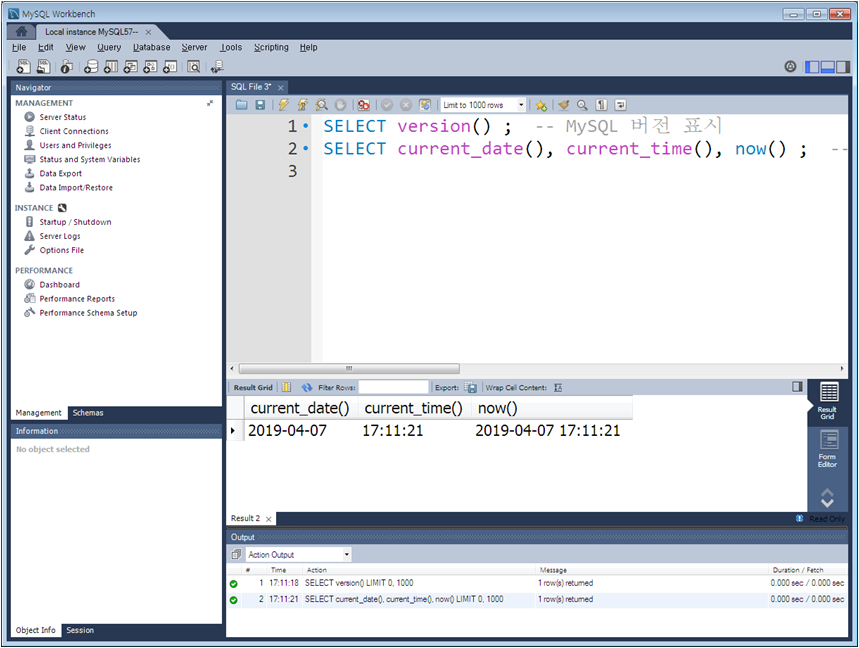 MySQL Workbench
Local instance MySQL57--
File Edit View Query Database Server Tools Scripting Help
Navigator
MANAGEMENT
Server Status
Client Connections
Users and Privileges
Status and System Variables
Data Export
Data Import/Restore
INSTANCE
Startup / Shutdown
Server Logs
Options File
PERFORMANCE
Dashboard
Performance Reports
Performance Schema Setup
Management Schemas
Information
No object selected
Object Info Session
SQL File 3*
Limit to 1000 rows
1 SELECT version() ; -- MySQL 버전 표시
2 SELECT current_date(), current_time(), now() ; --
3
Result Grid Filter Rows: Export: Wrap Cell Content:
current_date() current_time() now()
2019-04-07 17:11:21 2019-04-07 17:11:21
Result Grid
Form Editor
Result 2 Read Only
Output
Action Output
# Time Action Message Duration / Fetch
1 17:11:18 SELECT version() LIMIT 0, 1000 1 row(s) returned 0.000 sec / 0.000 sec
2 17:11:21 SELECT current_date(), current_time(), now() LIMIT 0, 1000 1 row(s) returned 0.000 sec / 0.000 sec